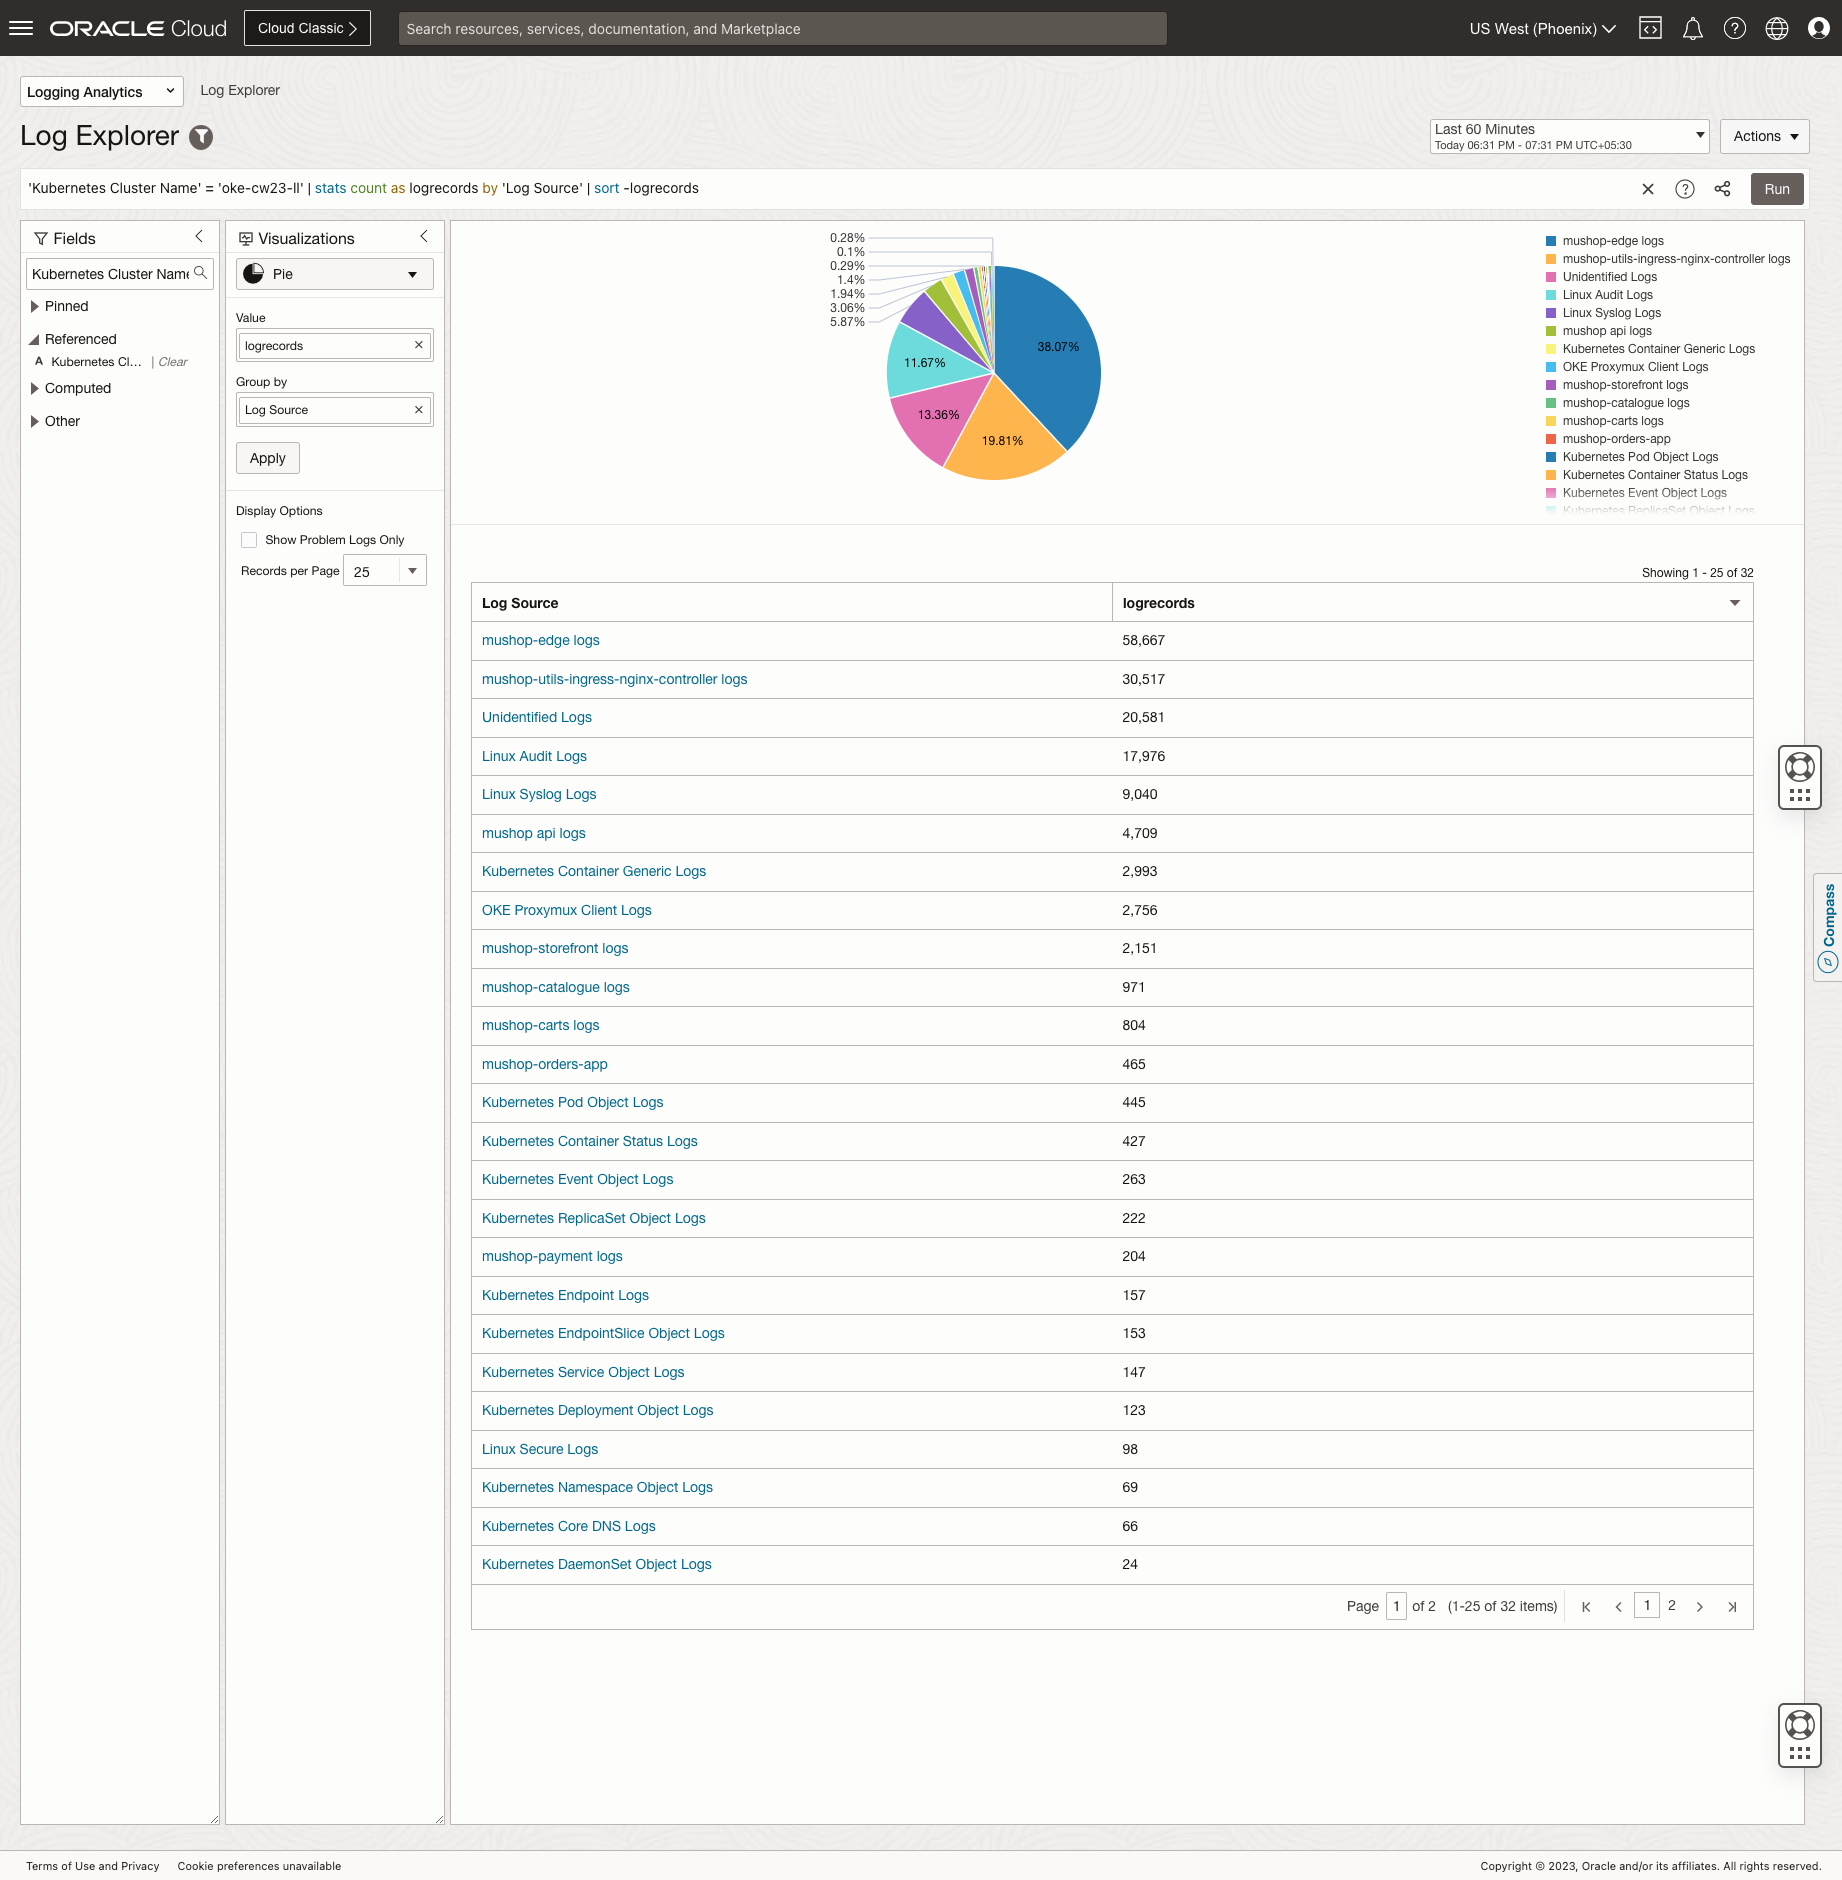 ORACLE Cloud
Cloud Classic
Search resources, services, documentation, and Marketplace
US West (Phoenix)
Logging Analytics
Log Explorer
Log Explorer
Last 60 Minutes
Today 06:31 PM - 07:31 PM UTC+05:30
Actions
'Kubernetes Cluster Name' = 'oke-cw23-ll' | stats count as logrecords by 'Log Source' | sort -logrecords
Run
Fields
Kubernetes Cluster Name
Pinned
Referenced
A Kubernetes Cl... | Clear
Computed
Other
Visualizations
Pie
Value
logrecords
Group by
Log Source
Apply
Display Options
Show Problem Logs Only
Records per Page 25
0.28%
0.1%
0.29%
1.4%
1.94%
3.06%
5.87%
11.67%
13.36%
19.81%
38.07%
mushop-edge logs
mushop-utils-ingress-nginx-controller logs
Unidentified Logs
Linux Audit Logs
Linux Syslog Logs
mushop api logs
Kubernetes Container Generic Logs
OKE Proxymux Client Logs
mushop-storefront logs
mushop-catalogue logs
mushop-carts logs
mushop-orders-app
Kubernetes Pod Object Logs
Kubernetes Container Status Logs
Kubernetes Event Object Logs
Kubernetes ReplicaSet Object Logs
Showing 1 - 25 of 32
Log Source logrecords
mushop-edge logs 58,667
mushop-utils-ingress-nginx-controller logs 30,517
Unidentified Logs 20,581
Linux Audit Logs 17,976
Linux Syslog Logs 9,040
mushop api logs 4,709
Kubernetes Container Generic Logs 2,993
OKE Proxymux Client Logs 2,756
mushop-storefront logs 2,151
mushop-catalogue logs 971
mushop-carts logs 804
mushop-orders-app 465
Kubernetes Pod Object Logs 445
Kubernetes Container Status Logs 427
Kubernetes Event Object Logs 263
Kubernetes ReplicaSet Object Logs 222
mushop-payment logs 204
Kubernetes Endpoint Logs 157
Kubernetes EndpointSlice Object Logs 153
Kubernetes Service Object Logs 147
Kubernetes Deployment Object Logs 123
Linux Secure Logs 98
Kubernetes Namespace Object Logs 69
Kubernetes Core DNS Logs 66
Kubernetes DaemonSet Object Logs 24
Page 1 of 2 (1-25 of 32 items) 1 2
Compass
Terms of Use and Privacy Cookie preferences unavailable
Copyright © 2023, Oracle and/or its affiliates. All rights reserved.